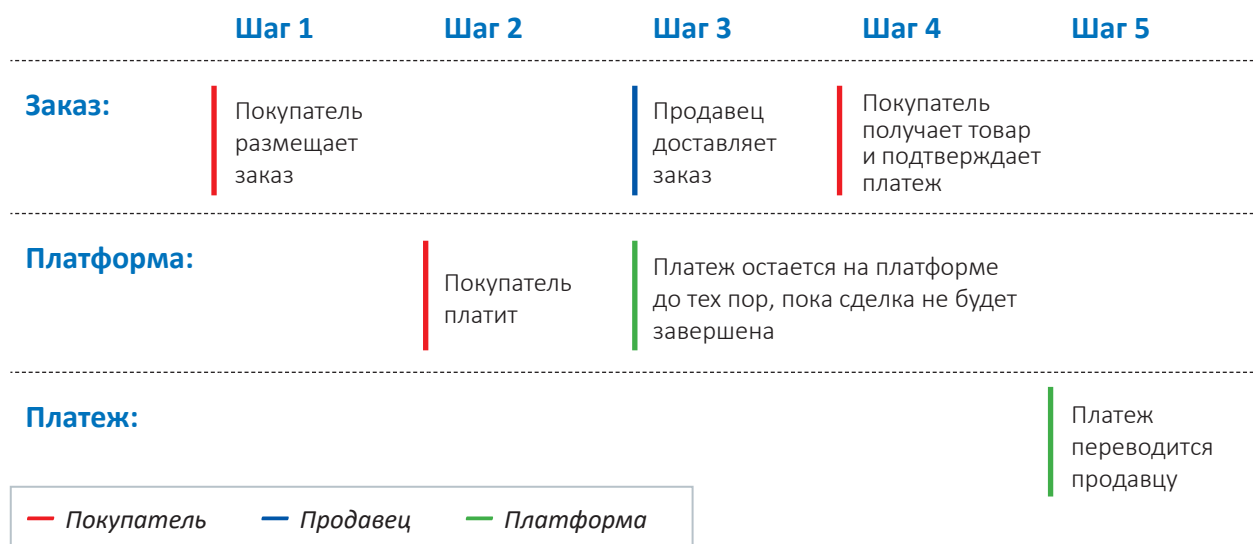 Шаг 1 Шаг 2 Шаг 3 Шаг 4 Шаг 5
Заказ:
Покупатель
размещает
заказ
Продавец
доставляет
заказ
Покупатель
получает товар
и подтверждает
платеж
Платформа:
Покупатель
платит
Платеж остается на платформе
до тех пор, пока сделка не будет
завершена
Платеж:
Платеж
переводится
продавцу
Покупатель Продавец Платформа